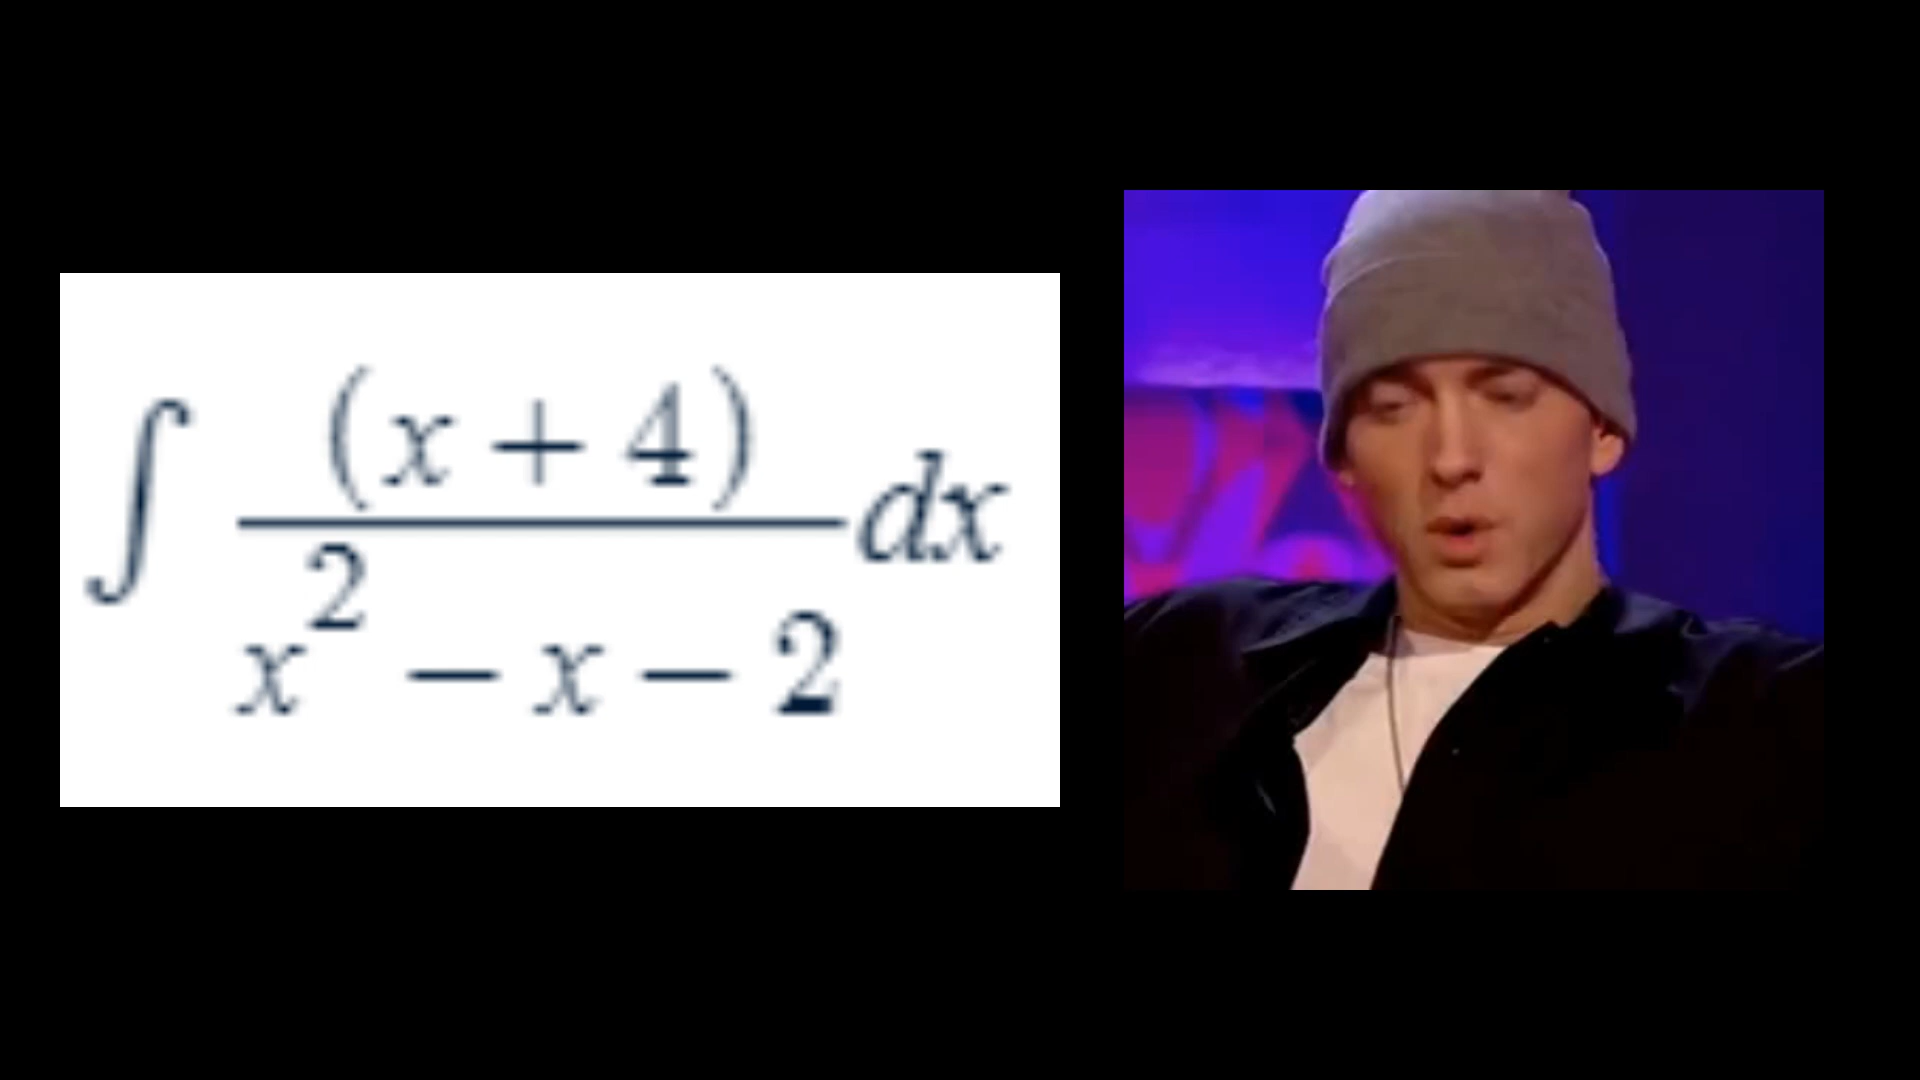 ∫ (x + 4)
x² − x − 2 dx